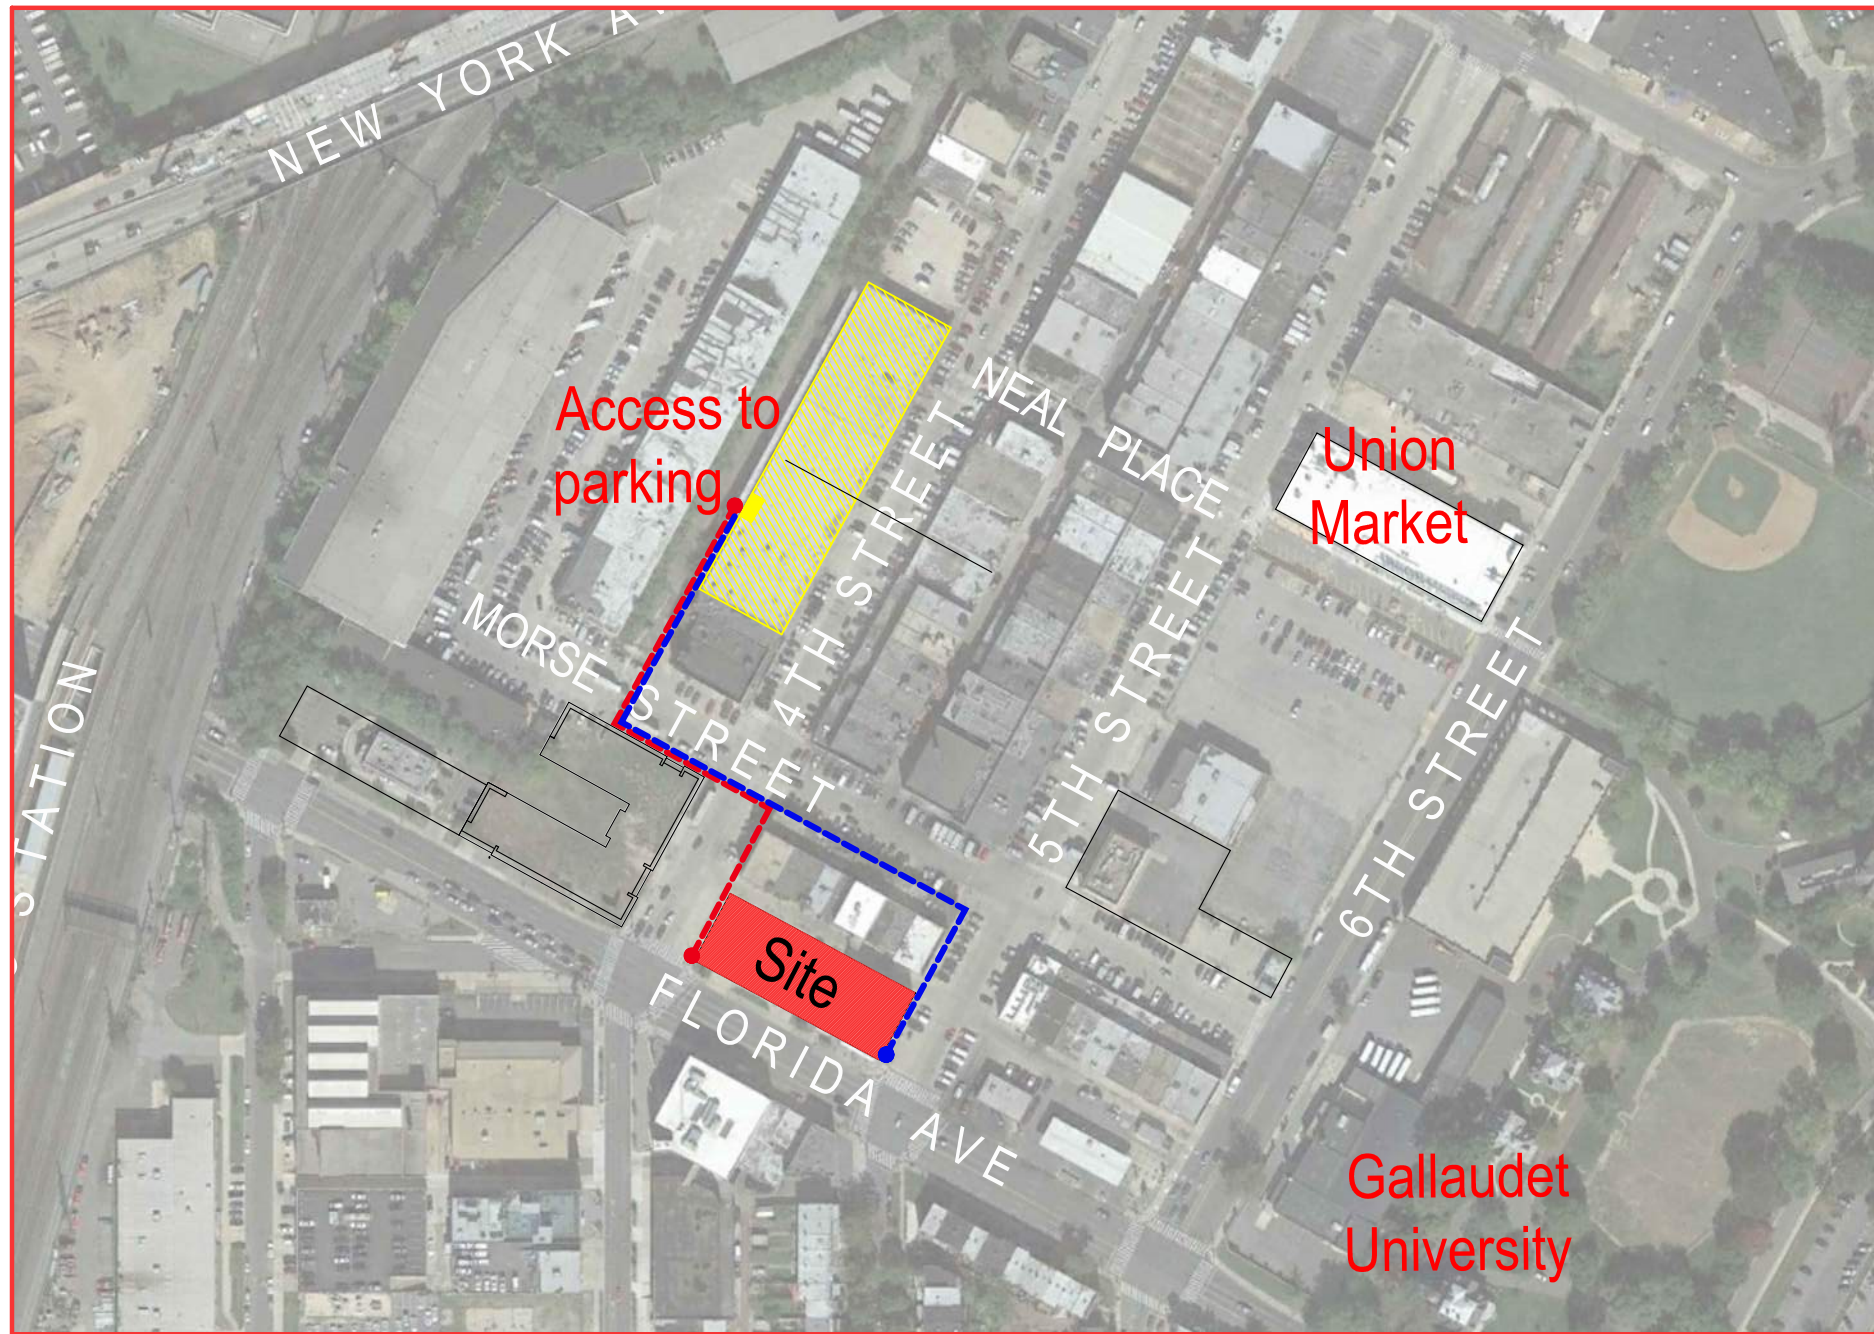 NEW YORK AV
NEAL PLACE
Access to
parking
Union
Market
4TH STREET
MORSE STREET
5TH STREET
6TH STREET
STATION
Site
FLORIDA AVE
Gallaudet
University